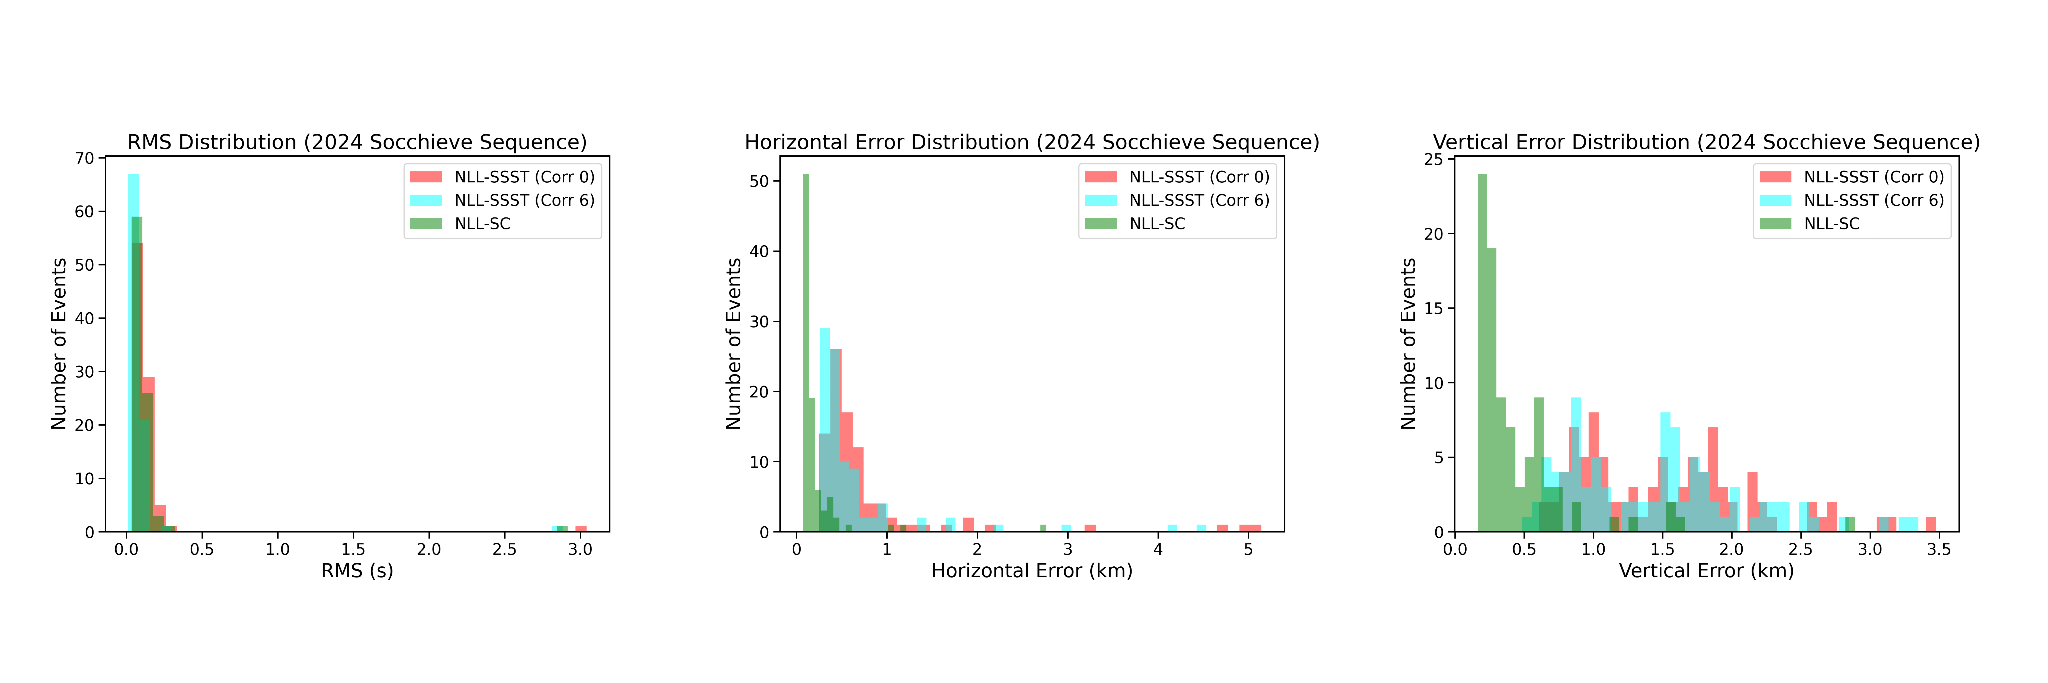 RMS Distribution (2024 Socchieve Sequence)
70
60
50
40
30
20
10
0
Number of Events
NLL-SSST (Corr 0)
NLL-SSST (Corr 6)
NLL-SC
0.0 0.5 1.0 1.5 2.0 2.5 3.0
RMS (s)
Horizontal Error Distribution (2024 Socchieve Sequence)
50
40
30
20
10
0
Number of Events
NLL-SSST (Corr 0)
NLL-SSST (Corr 6)
NLL-SC
0 1 2 3 4 5
Horizontal Error (km)
Vertical Error Distribution (2024 Socchieve Sequence)
25
20
15
10
5
0
Number of Events
NLL-SSST (Corr 0)
NLL-SSST (Corr 6)
NLL-SC
0.0 0.5 1.0 1.5 2.0 2.5 3.0 3.5
Vertical Error (km)